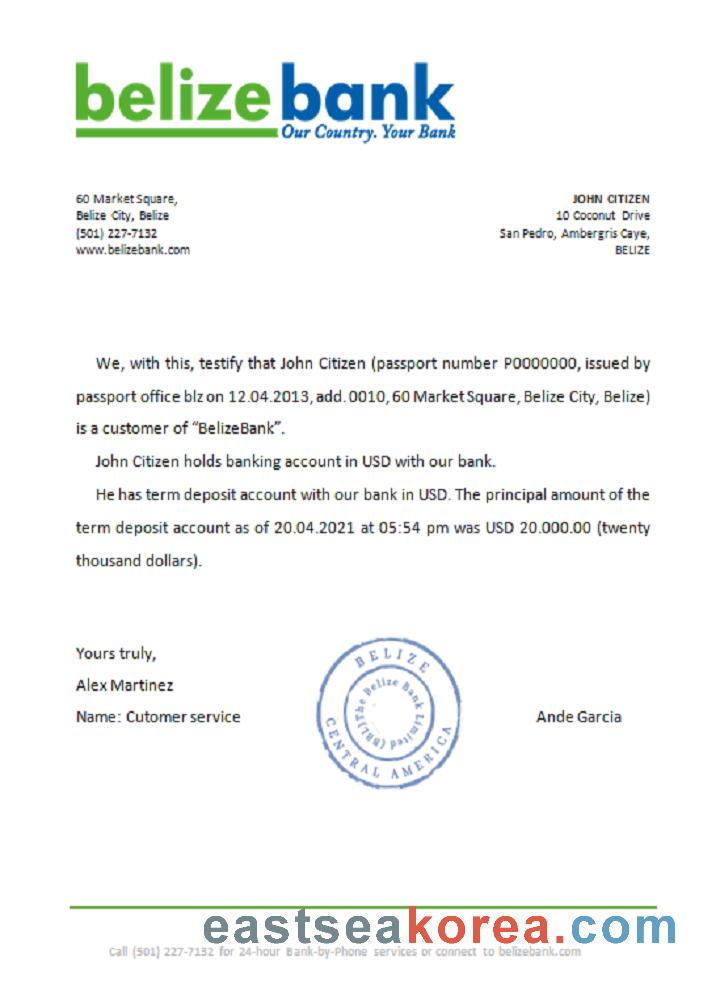 belizebank
Our Country. Your Bank
60 Market Square,
Belize City, Belize
(501) 227-7132
www.belizebank.com
JOHN CITIZEN
10 Coconut Drive
San Pedro, Ambergris Caye,
BELIZE
We, with this, testify that John Citizen (passport number P0000000, issued by
passport office blz on 12.04.2013, add. 0010, 60 Market Square, Belize City, Belize)
is a customer of “BelizeBank”.
John Citizen holds banking account in USD with our bank.
He has term deposit account with our bank in USD. The principal amount of the
term deposit account as of 20.04.2021 at 05:54 pm was USD 20.000.00 (twenty
thousand dollars).
Yours truly,
Alex Martinez
Name: Cutomer service
BELIZE
CENTRAL AMERICA
The Belize Bank Limited (BBL)
Ande Garcia
eastseakorea.com
Call (501) 227-7132 for 24-hour Bank-by-Phone services or connect to belizebank.com